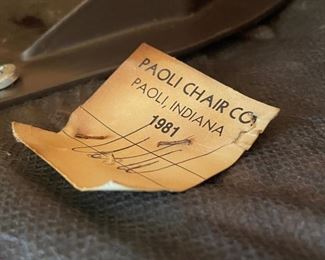 PAOLI CHAIR CO.
PAOLI, INDIANA
1981